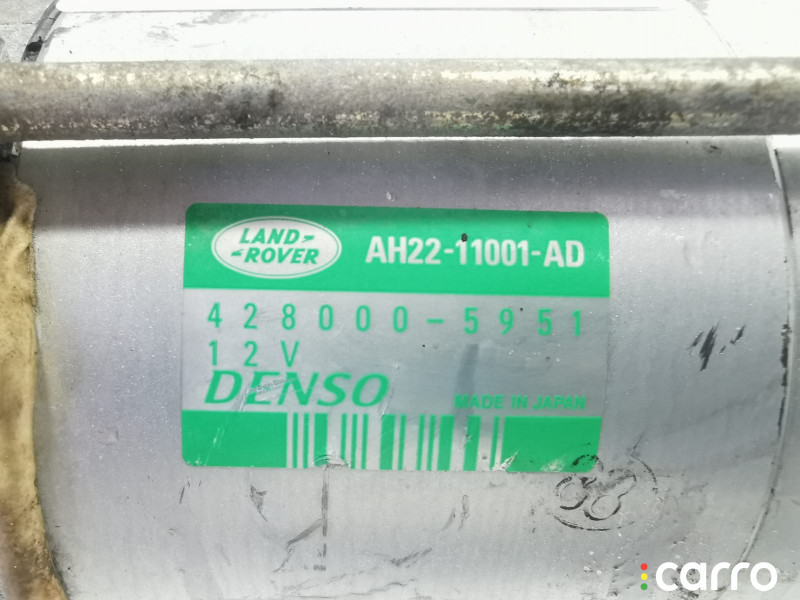 LAND-
-ROVER
AH22-11001-AD
428000-5951
12V
DENSO
MADE IN JAPAN
carro